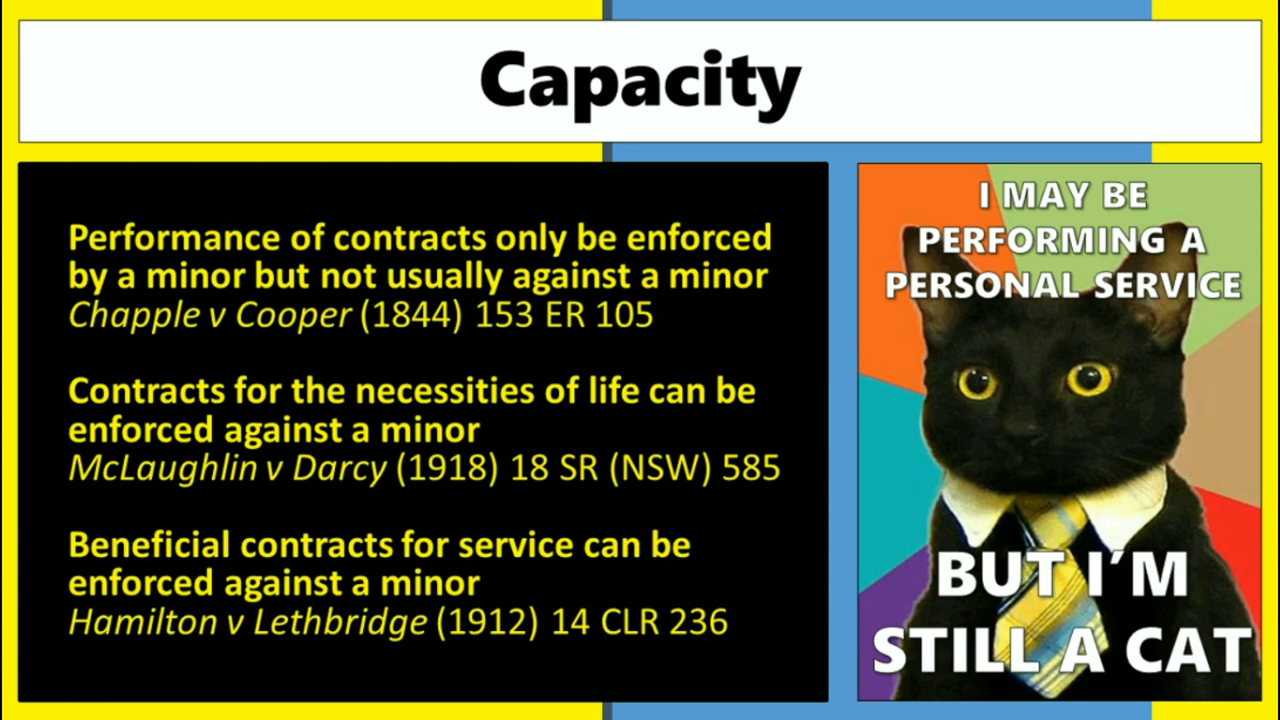 Capacity
Performance of contracts only be enforced
by a minor but not usually against a minor
Chapple v Cooper (1844) 153 ER 105
Contracts for the necessities of life can be
enforced against a minor
McLaughlin v Darcy (1918) 18 SR (NSW) 585
Beneficial contracts for service can be
enforced against a minor
Hamilton v Lethbridge (1912) 14 CLR 236
I MAY BE
PERFORMING A
PERSONAL SERVICE
BUT I'M
STILL A CAT